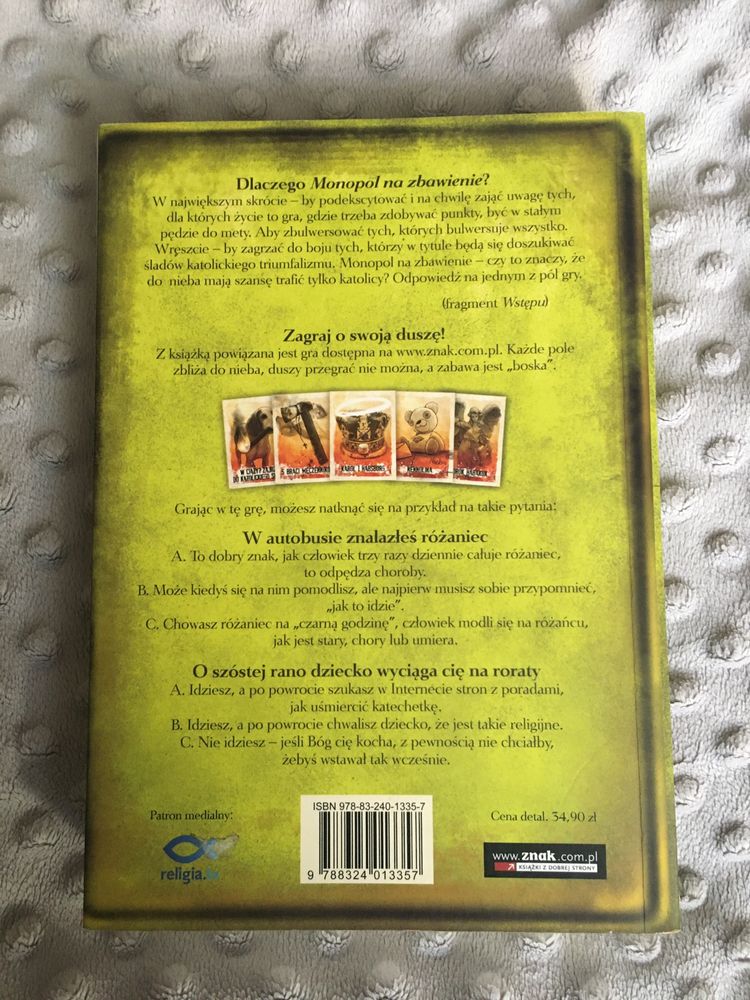 Dlaczego Monopol na zbawienie?
W największym skrócie – by podekscytować i na chwilę zająć uwagę tych,
dla których życie to gra, gdzie trzeba zdobywać punkty, być w stałym
pędzie do mety. Aby zbulwersować tych, których bulwersuje wszystko.
Wręszcie – by zagrzać do boju tych, którzy w tytule będą się doszukiwać
śladów katolickiego triumfalizmu. Monopol na zbawienie – czy to znaczy, że
do nieba mają szansę trafić tylko katolicy? Odpowiedź na jednym z pól gry.
(fragment Wstępu)
Zagraj o swoją duszę!
Z książką powiązana jest gra dostępna na www.znak.com.pl. Każde pole
zbliża do nieba, duszy przegrać nie można, a zabawa jest „boska”.
W CIĄŻY
DO KATOLICKIEGO
5 BRACI MĘCZENNIKÓW
KAROL I HABSBURG
Grając w tę grę, możesz natknąć się na przykład na takie pytania:
W autobusie znalazłeś różaniec
A. To dobry znak, jak człowiek trzy razy dziennie całuje różaniec,
to odpędza choroby.
B. Może kiedyś się na nim pomodlisz, ale najpierw musisz sobie przypomnieć,
„jak to idzie”.
C. Chowasz różaniec na „czarną godzinę”, człowiek modli się na różańcu,
jak jest stary, chory lub umiera.
O szóstej rano dziecko wyciąga cię na roraty
A. Idziesz, a po powrocie szukasz w Internecie stron z poradami,
jak uśmiercić katechetkę.
B. Idziesz, a po powrocie chwalisz dziecko, że jest takie religijne.
C. Nie idziesz – jeśli Bóg cię kocha, z pewnością nie chciałby,
żebyś wstawał tak wcześnie.
Patron medialny:
religia.tv
ISBN 978-83-240-1335-7
9 788324 013357
Cena detal. 34,90 zł
www.znak.com.pl
KSIĄŻKI Z DOBREJ STRONY